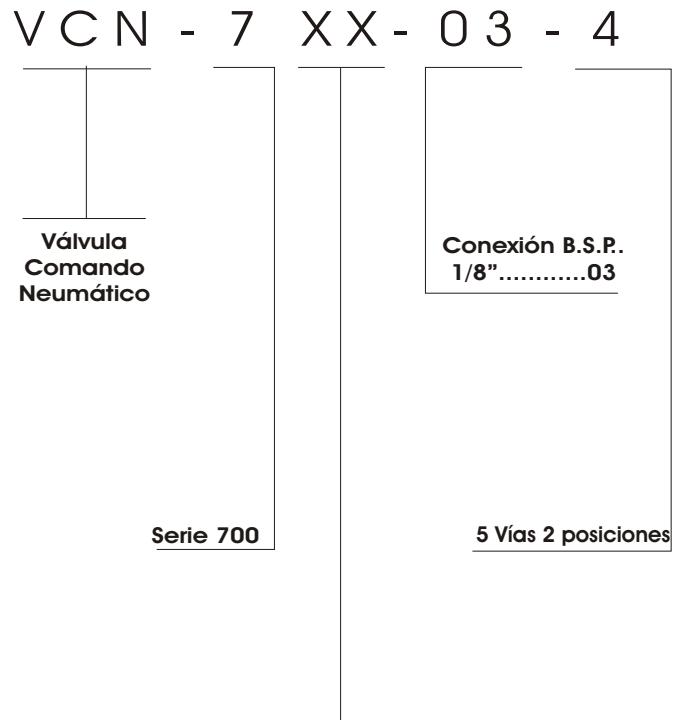 VCN - 7 XX - 03 - 4
Válvula
Comando
Neumático
Conexión B.S.P..
1/8”............03
Serie 700
5 Vías 2 posiciones